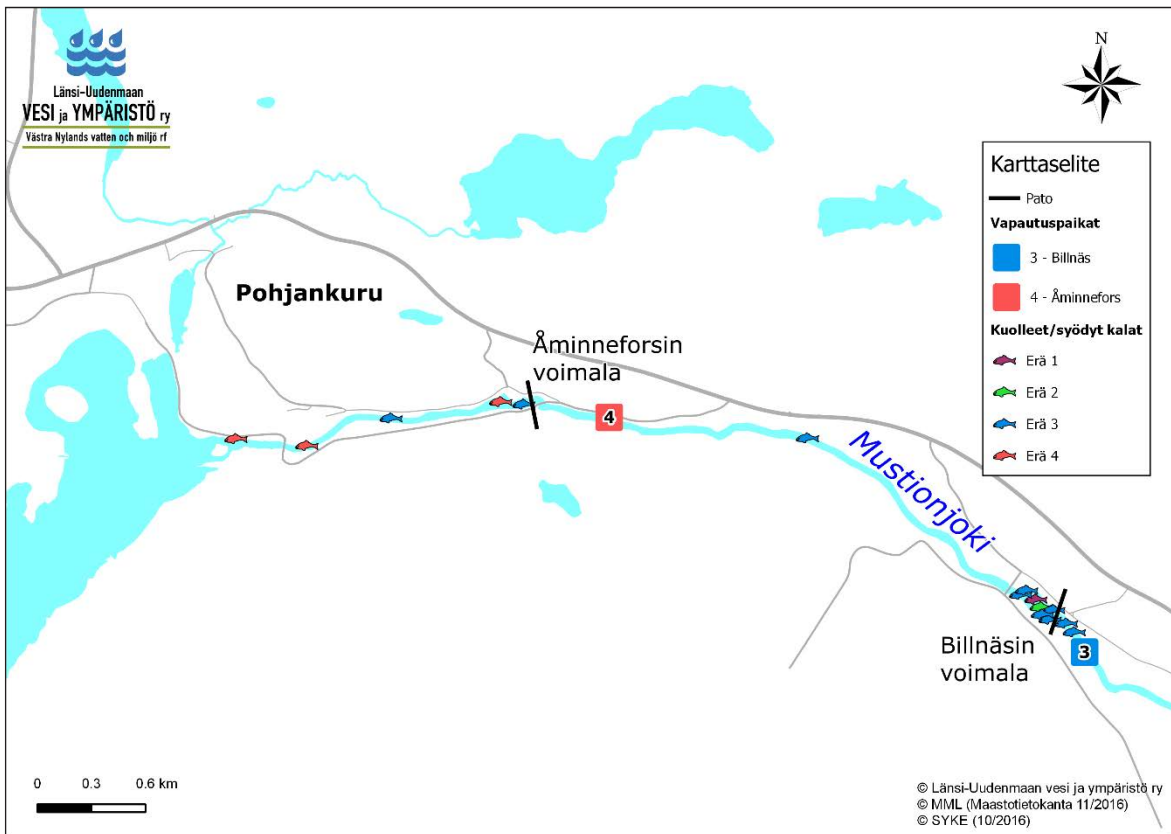 Länsi-Uudenmaan
VESI ja YMPÄRISTÖ ry
Västra Nylands vatten och miljö rf
N
Karttaselite
Pato
Vapautuspaikat
3 - Billnäs
4 - Åminnefors
Kuolleet/syödyt kalat
Erä 1
Erä 2
Erä 3
Erä 4
Pohjankuru
Åminneforsin
voimala
4
Mustionjoki
Billnäsin
voimala
3
0 0.3 0.6 km
© Länsi-Uudenmaan vesi ja ympäristö ry
© MML (Maastotietokanta 11/2016)
© SYKE (10/2016)